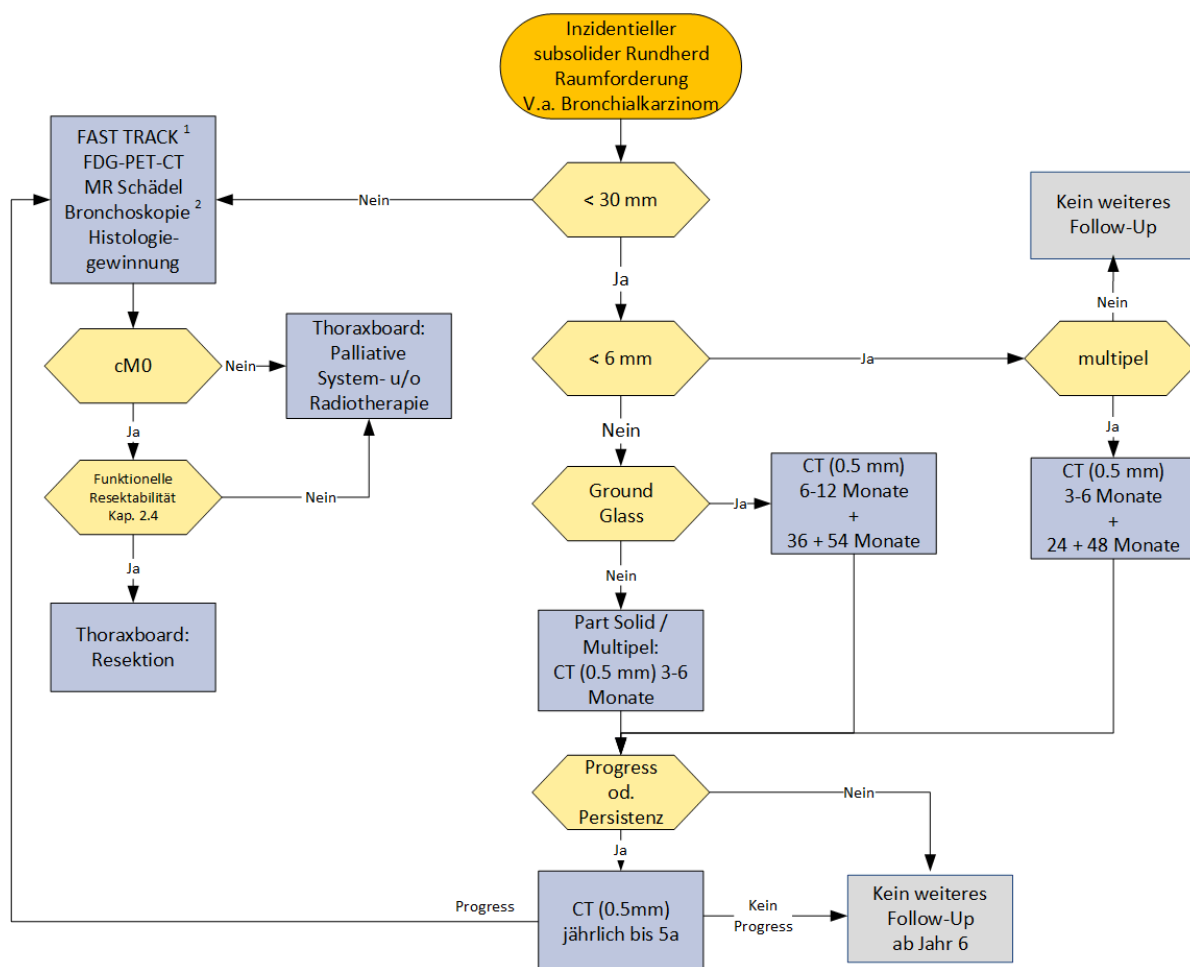 Inzidentieller
subsolider Rundherd
Raumforderung
V.a. Bronchialkarzinom
FAST TRACK 1
FDG-PET-CT
MR Schädel
Bronchoskopie 2
Histologie-
gewinnung
Nein
< 30 mm
Kein weiteres
Follow-Up
Ja
Nein
cM0
Nein
Thoraxboard:
Palliative
System- u/o
Radiotherapie
< 6 mm
Ja
multipel
Ja
Nein
Ja
Funktionelle
Resektabilität
Kap. 2.4
Nein
Ground
Glass
Ja
CT (0.5 mm)
6-12 Monate
+
36 + 54 Monate
CT (0.5 mm)
3-6 Monate
+
24 + 48 Monate
Ja
Nein
Thoraxboard:
Resektion
Part Solid /
Multipel:
CT (0.5 mm) 3-6
Monate
Progress
od.
Persistenz
Nein
Ja
Progress
CT (0.5mm)
jährlich bis 5a
Kein
Progress
Kein weiteres
Follow-Up
ab Jahr 6